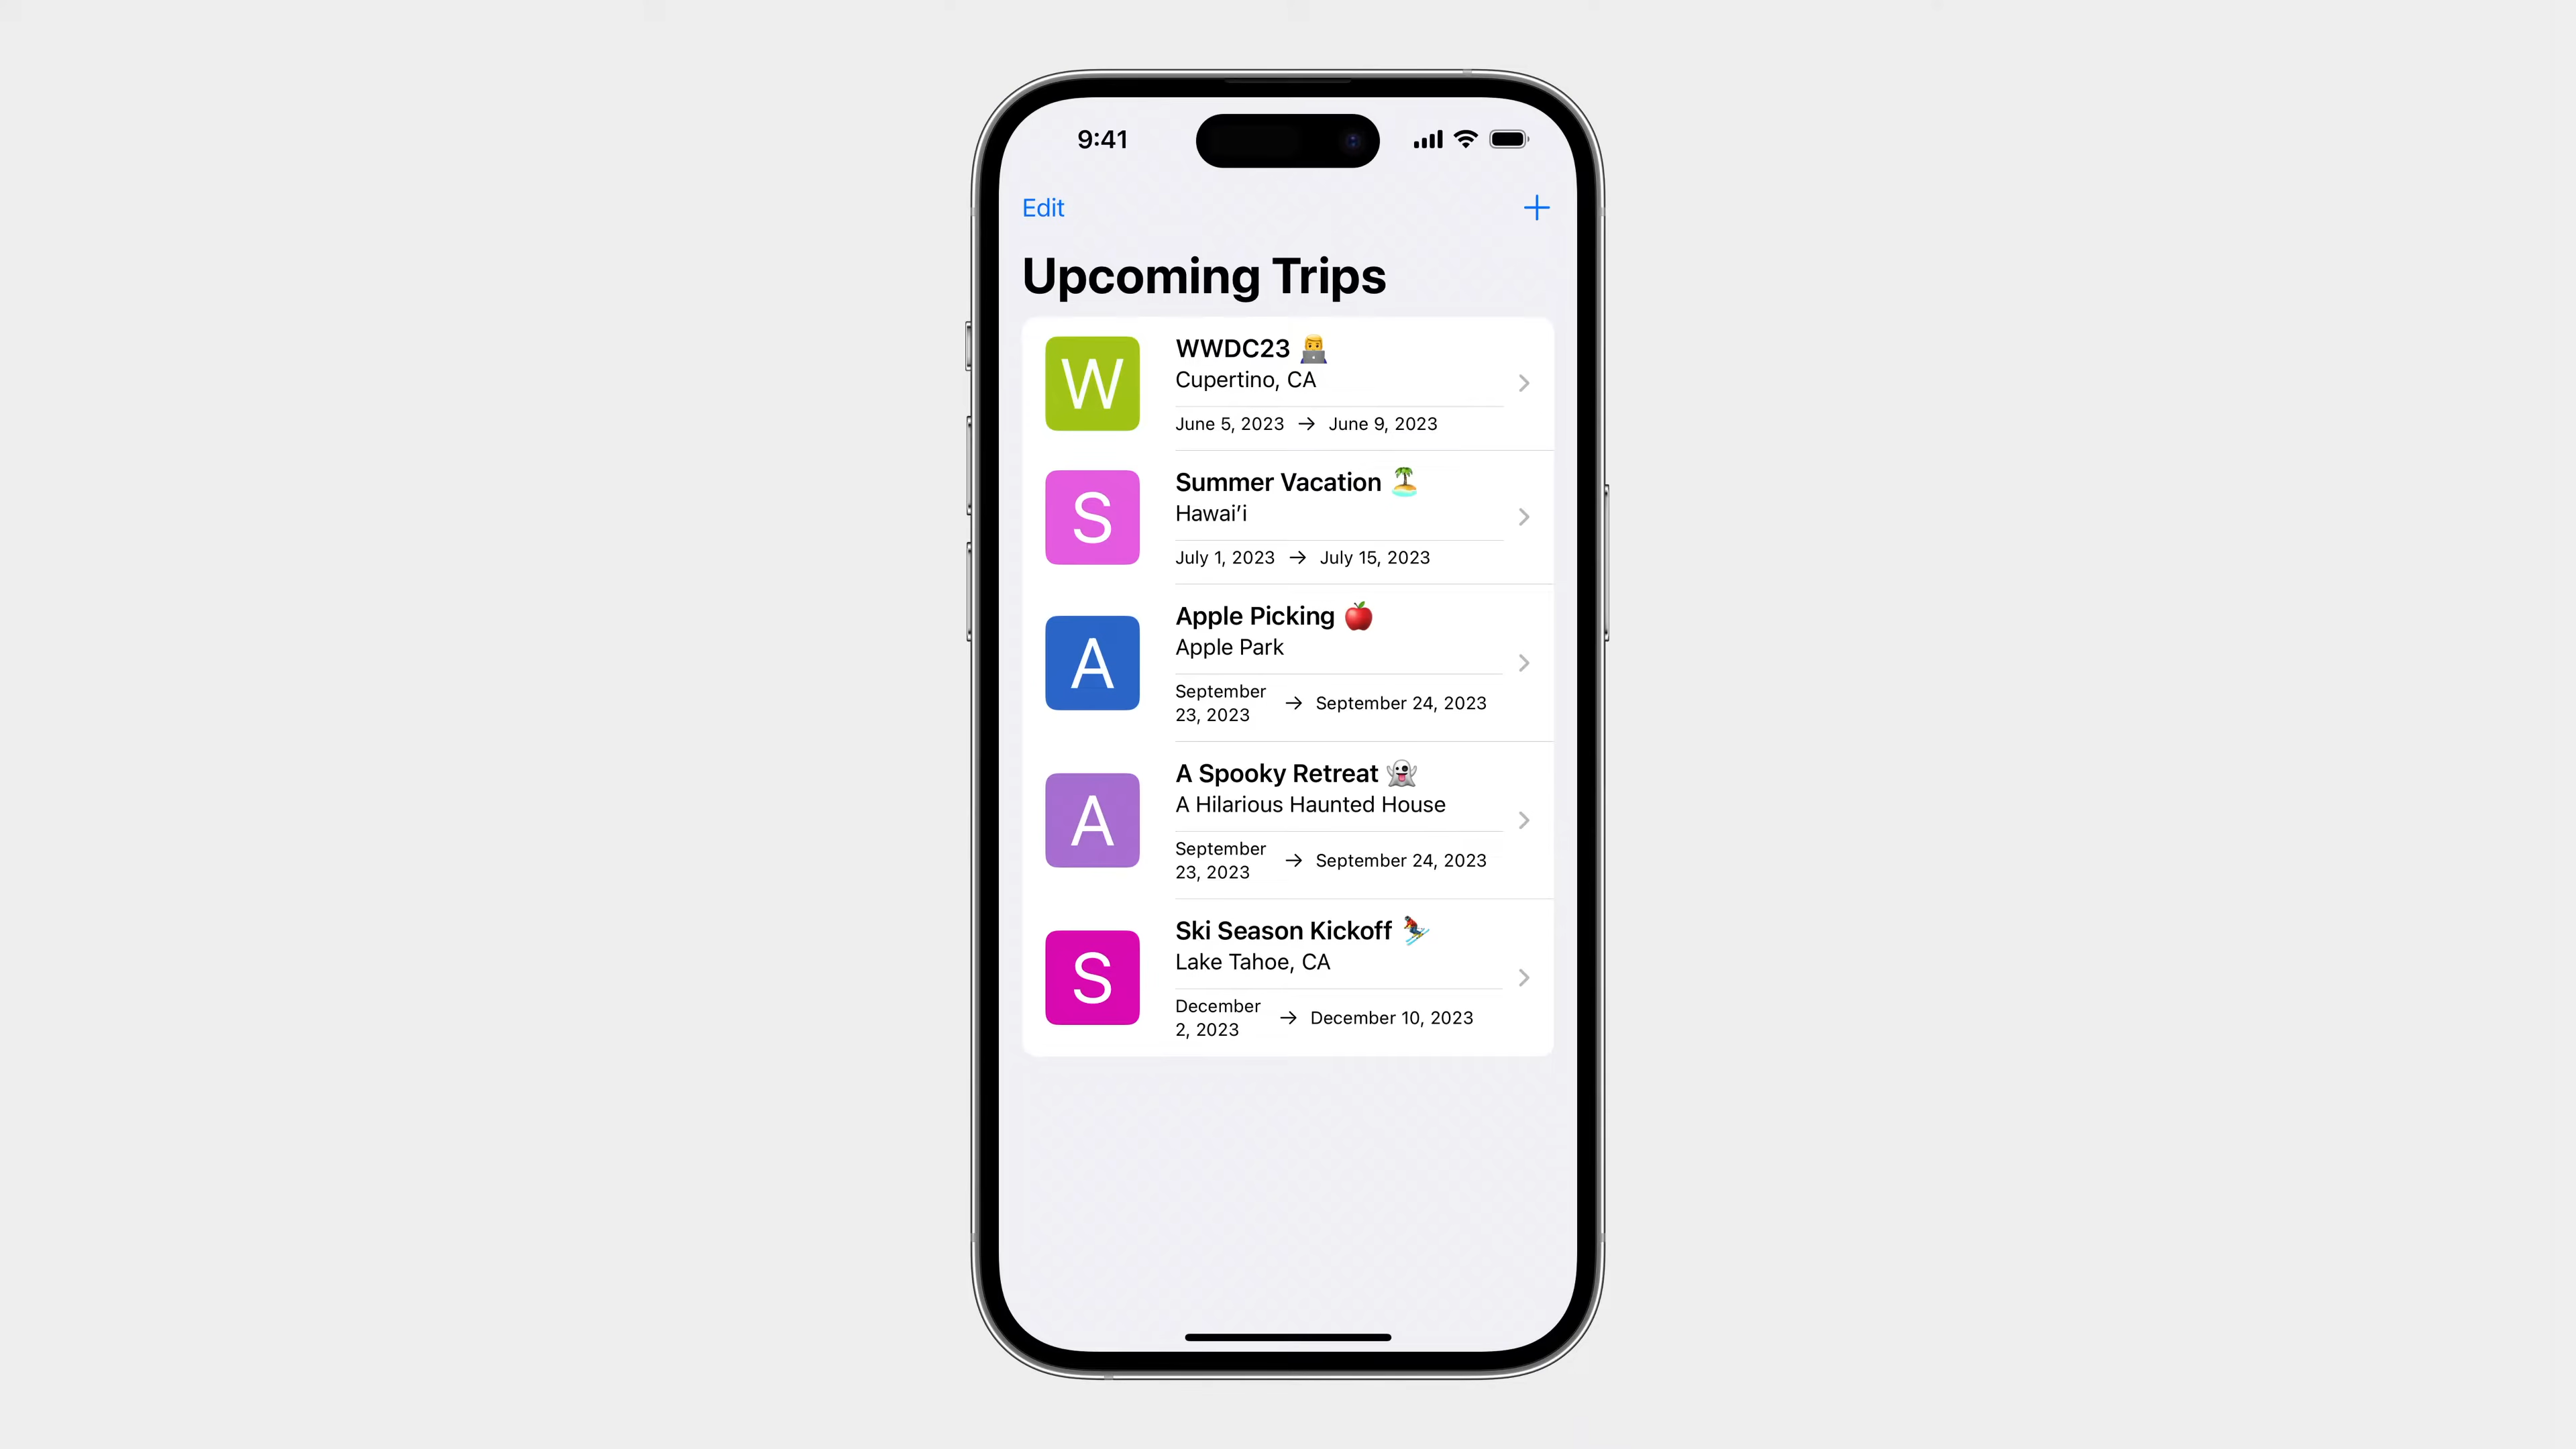 9:41
Edit
Upcoming Trips
W
WWDC23 👨‍💻
Cupertino, CA
June 5, 2023 → June 9, 2023
S
Summer Vacation 🏝️
Hawai‘i
July 1, 2023 → July 15, 2023
A
Apple Picking 🍎
Apple Park
September
23, 2023 → September 24, 2023
A
A Spooky Retreat 👻
A Hilarious Haunted House
September
23, 2023 → September 24, 2023
S
Ski Season Kickoff ⛷️
Lake Tahoe, CA
December
2, 2023 → December 10, 2023